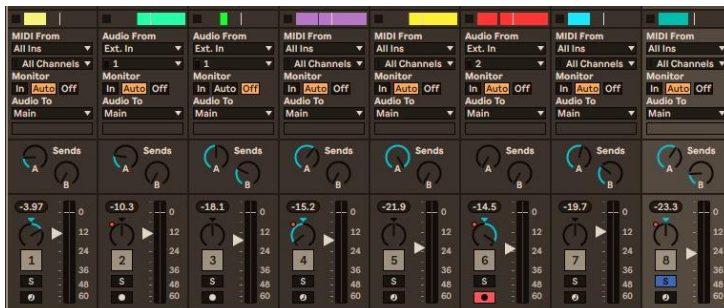 MIDI From Audio From Audio From MIDI From MIDI From Audio From MIDI From MIDI From
All Ins Ext. In Ext. In All Ins All Ins Ext. In All Ins All Ins
All Channels 1 1 All Channels All Channels 2 All Channels All Channels
Monitor Monitor Monitor Monitor Monitor Monitor Monitor Monitor
In Auto Off In Auto Off In Auto Off In Auto Off In Auto Off In Auto Off In Auto Off In Auto Off
Audio To Audio To Audio To Audio To Audio To Audio To Audio To Audio To
Main Main Main Main Main Main Main Main
Sends Sends Sends Sends Sends Sends Sends Sends
A A A A A A A A
B B B B B B B B
-3.97 -10.3 -18.1 -15.2 -21.9 -14.5 -19.7 -23.3
0 0 0 0 0 0 0 0
12 12 12 12 12 12 12 12
1 24 2 24 3 24 4 24 5 24 6 24 7 24 8 24
36 36 36 36 36 36 36 36
S 48 S 48 S 48 S 48 S 48 S 48 S 48 S 48
60 60 60 60 60 60 60 60